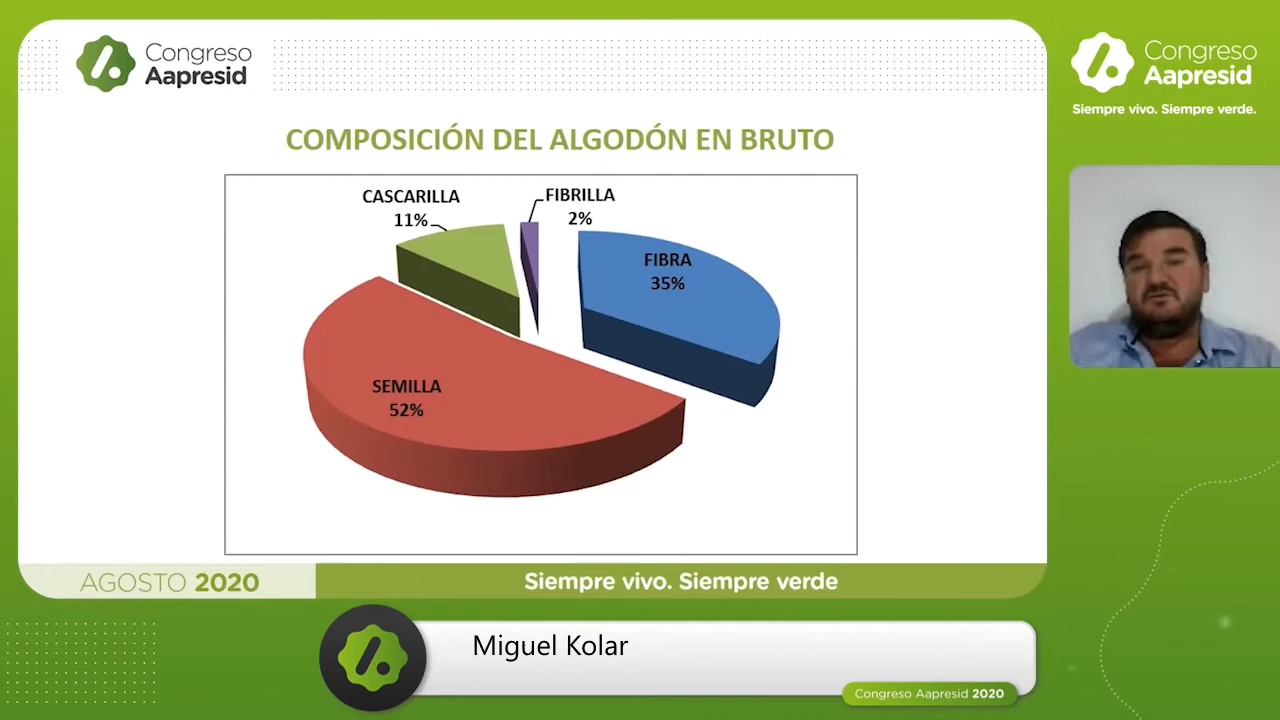 Congreso
Aapresid
Congreso
Aapresid
Siempre vivo. Siempre verde.
COMPOSICIÓN DEL ALGODÓN EN BRUTO
CASCARILLA
11%
FIBRILLA
2%
FIBRA
35%
SEMILLA
52%
AGOSTO 2020
Siempre vivo. Siempre verde
Miguel Kolar
Congreso Aapresid 2020